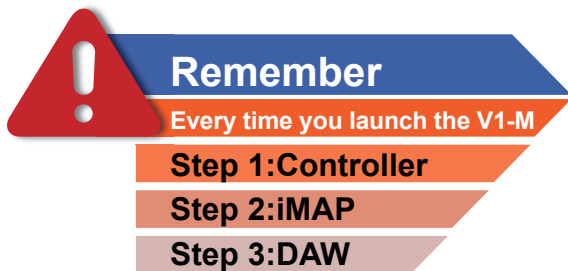 Remember
Every time you launch the V1-M
Step 1:Controller
Step 2:iMAP
Step 3:DAW